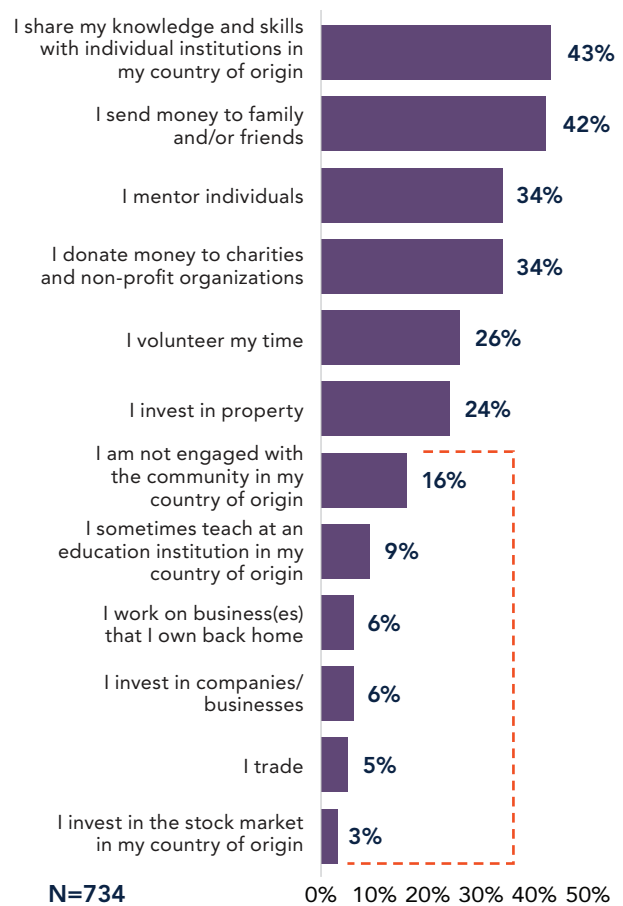 I share my knowledge and skills
with individual institutions in
my country of origin
43%
I send money to family
and/or friends
42%
I mentor individuals
34%
I donate money to charities
and non-profit organizations
34%
I volunteer my time
26%
I invest in property
24%
I am not engaged with
the community in my
country of origin
16%
I sometimes teach at an
education institution in my
country of origin
9%
I work on business(es)
that I own back home
6%
I invest in companies/
businesses
6%
I trade
5%
I invest in the stock market
in my country of origin
3%
N=734
0% 10% 20% 30% 40% 50%